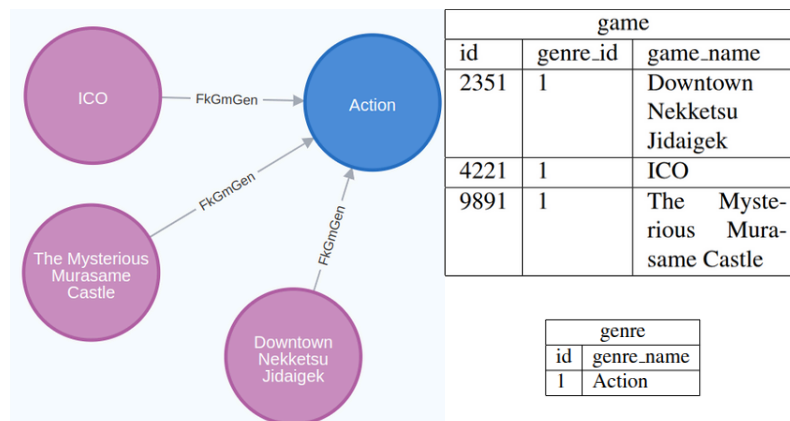 ICO
FkGmGen
Action
FkGmGen
The Mysterious
Murasame
Castle
FkGmGen
Downtown
Nekketsu
Jidaigek
game
id genre_id game_name
2351 1 Downtown
Nekketsu
Jidaigek
4221 1 ICO
9891 1 The Myste-
rious Mura-
same Castle
genre
id genre_name
1 Action